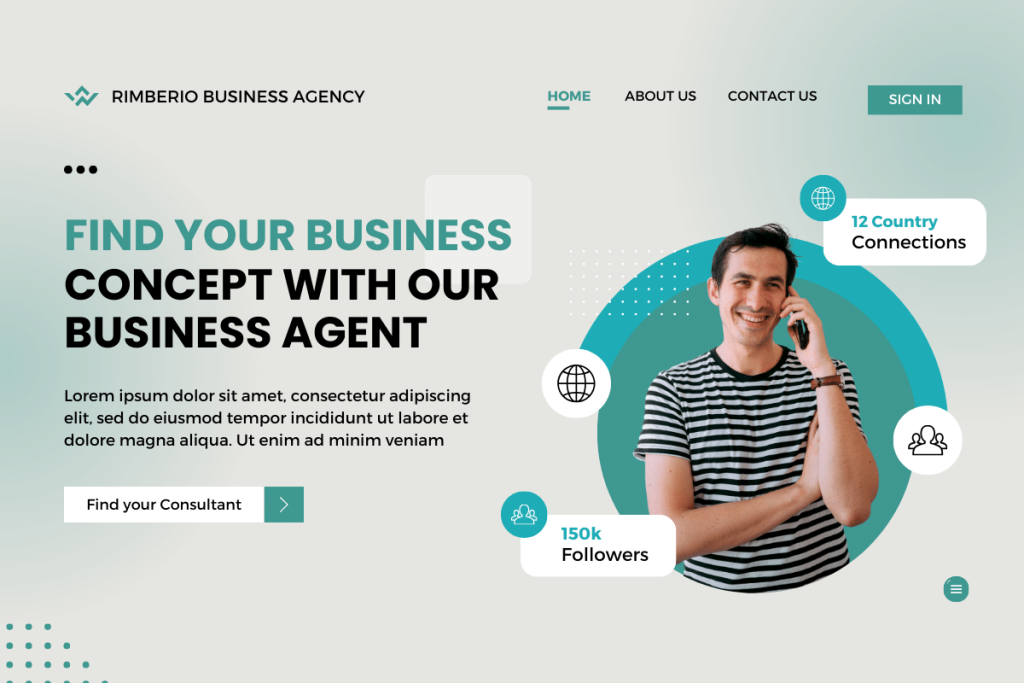 RIMBERIO BUSINESS AGENCY
HOME
ABOUT US
CONTACT US
SIGN IN
FIND YOUR BUSINESS
CONCEPT WITH OUR
BUSINESS AGENT
Lorem ipsum dolor sit amet, consectetur adipiscing
elit, sed do eiusmod tempor incididunt ut labore et
dolore magna aliqua. Ut enim ad minim veniam
Find your Consultant
12 Country
Connections
150k
Followers